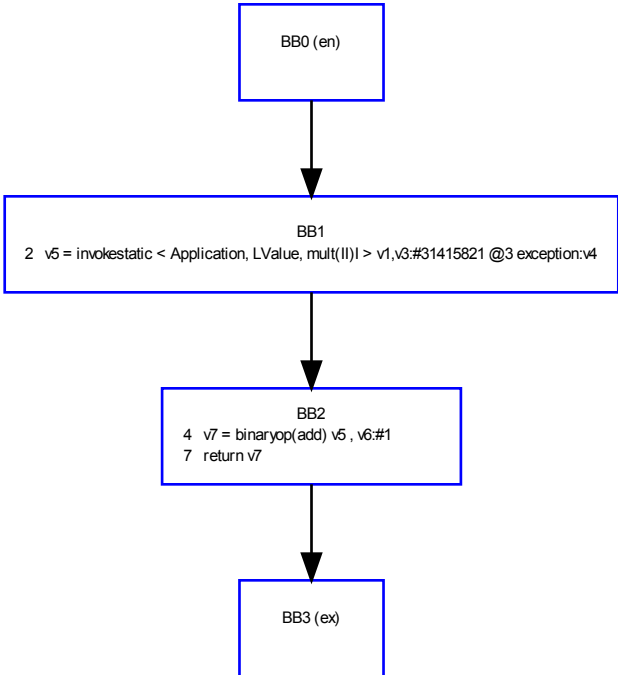 BB0 (en)
BB1
2 v5 = invokestatic < Application, LValue, mult(II)I > v1,v3:#31415821 @3 exception:v4
BB2
4 v7 = binaryop(add) v5 , v6:#1
7 return v7
BB3 (ex)